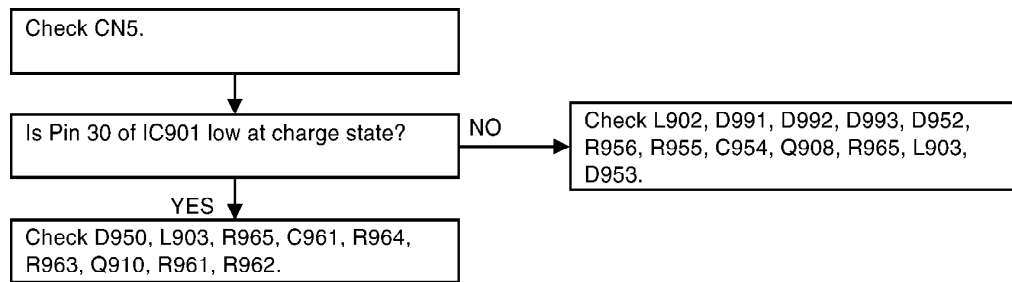 Check CN5.
Is Pin 30 of IC901 low at charge state?
NO
Check L902, D991, D992, D993, D952,
R956, R955, C954, Q908, R965, L903,
D953.
YES
Check D950, L903, R965, C961, R964,
R963, Q910, R961, R962.